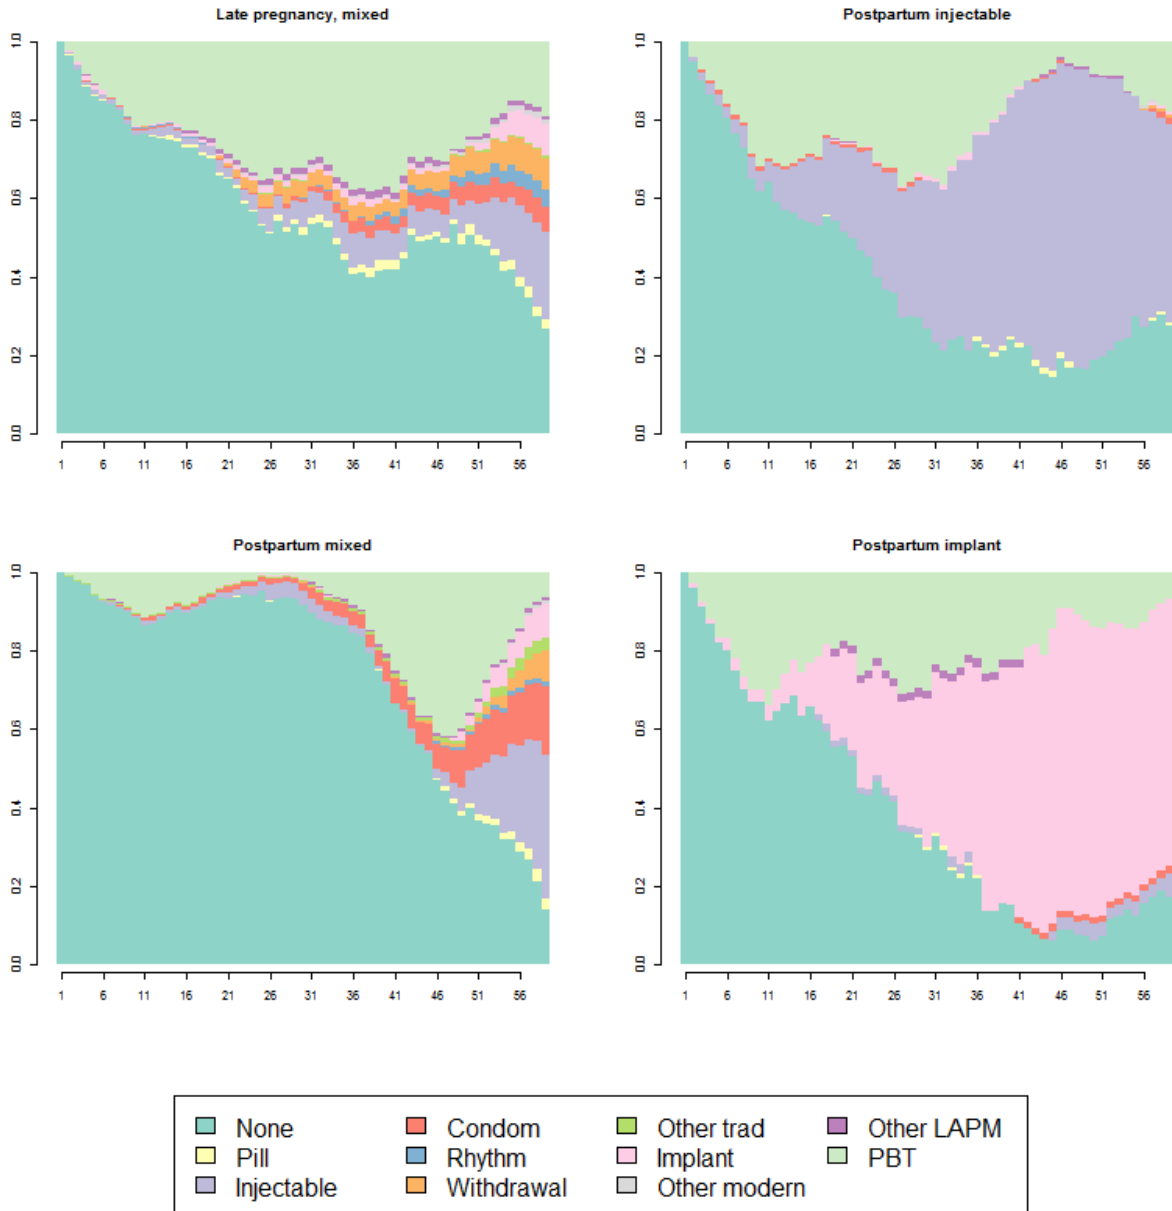 Late pregnancy, mixed
1.0
0.8
0.6
0.4
0.2
0.0
1 6 11 16 21 26 31 36 41 46 51 56
Postpartum injectable
1.0
0.8
0.6
0.4
0.2
0.0
1 6 11 16 21 26 31 36 41 46 51 56
Postpartum mixed
1.0
0.8
0.6
0.4
0.2
0.0
1 6 11 16 21 26 31 36 41 46 51 56
Postpartum implant
1.0
0.8
0.6
0.4
0.2
0.0
1 6 11 16 21 26 31 36 41 46 51 56
None Condom Other trad Other LAPM
Pill Rhythm Implant PBT
Injectable Withdrawal Other modern